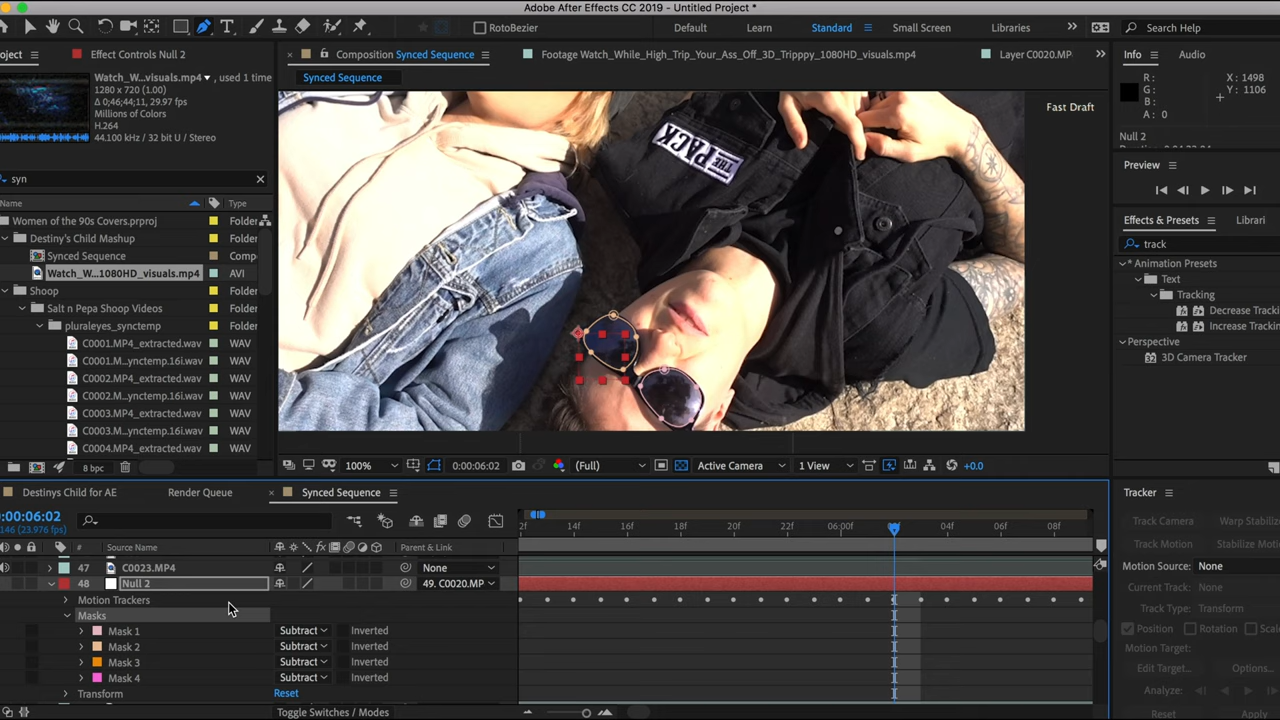 Adobe After Effects CC 2019 - Untitled Project *
RotoBezier
Default
Learn
Standard
Small Screen
Libraries
Search Help
oject
Effect Controls Null 2
Composition Synced Sequence
Footage Watch_While_High_Trip_Your_Ass_Off_3D_Tripppy_1080HD_visuals.mp4
Layer C0020.MP
Info
Audio
Synced Sequence
Watch_W...visuals.mp4, used 1 time
1280 x 720 (1.00)
Δ 0;46;44;11, 29.97 fps
Millions of Colors
H.264
44.100 kHz / 32 bit U / Stereo
Fast Draft
THE PACK
R:
G:
B:
A: 0
X: 1498
Y: 1106
Null 2
syn
Preview
Name
Type
Women of the 90s Covers.prproj
Folder
Destiny's Child Mashup
Folder
Synced Sequence
Comp
Watch_W...1080HD_visuals.mp4
AVI
Shoop
Folder
Salt n Pepa Shoop Videos
Folder
pluraleyes_synctemp
Folder
C0001.MP4_extracted.wav
WAV
C0001.MP...ynctemp.16i.wav
WAV
C0002.MP4_extracted.wav
WAV
C0002.M...ynctemp.16i.wav
WAV
C0003.MP4_extracted.wav
WAV
C0003.M...ynctemp.16i.wav
WAV
C0004.MP4_extracted.wav
WAV
Effects & Presets
Librari
track
* Animation Presets
Text
Tracking
Decrease Tracki
Increase Tracki
Perspective
3D Camera Tracker
8 bpc
100%
0:00:06:02
(Full)
Active Camera
1 View
+0.0
Destinys Child for AE
Render Queue
Synced Sequence
0:00:06:02
146 (23.976 fps)
2f
14f
16f
18f
20f
22f
06:00f
04f
06f
08f
#
Source Name
Parent & Link
47
C0023.MP4
None
48
Null 2
49. C0020.MP
Motion Trackers
Masks
Mask 1
Subtract
Inverted
Mask 2
Subtract
Inverted
Mask 3
Subtract
Inverted
Mask 4
Subtract
Inverted
Transform
Reset
Toggle Switches / Modes
Tracker
Track Camera
Warp Stabilize
Track Motion
Stabilize Motion
Motion Source: None
Current Track: None
Track Type: Transform
Position
Rotation
Scale
Motion Target:
Edit Target...
Options...
Analyze:
Reset
Apply